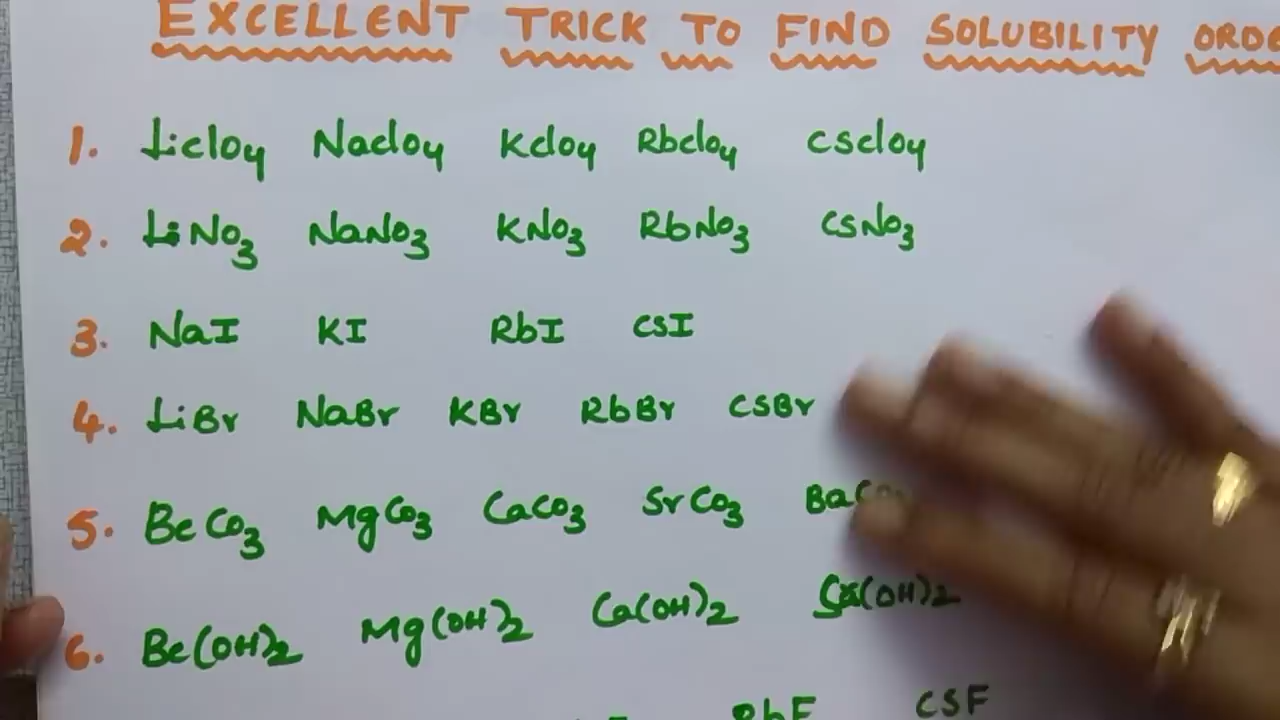 EXCELLENT TRICK TO FIND SOLUBILITY ORDE
1. LiClO4 NaClO4 KClO4 RbClO4 CsClO4
2. LiNO3 NaNO3 KNO3 RbNO3 CsNO3
3. NaI KI RbI CsI
4. LiBr NaBr KBr RbBr CsBr
5. BeCO3 MgCO3 CaCO3 SrCO3
6. Be(OH)2 Mg(OH)2 Ca(OH)2
RbF CsF